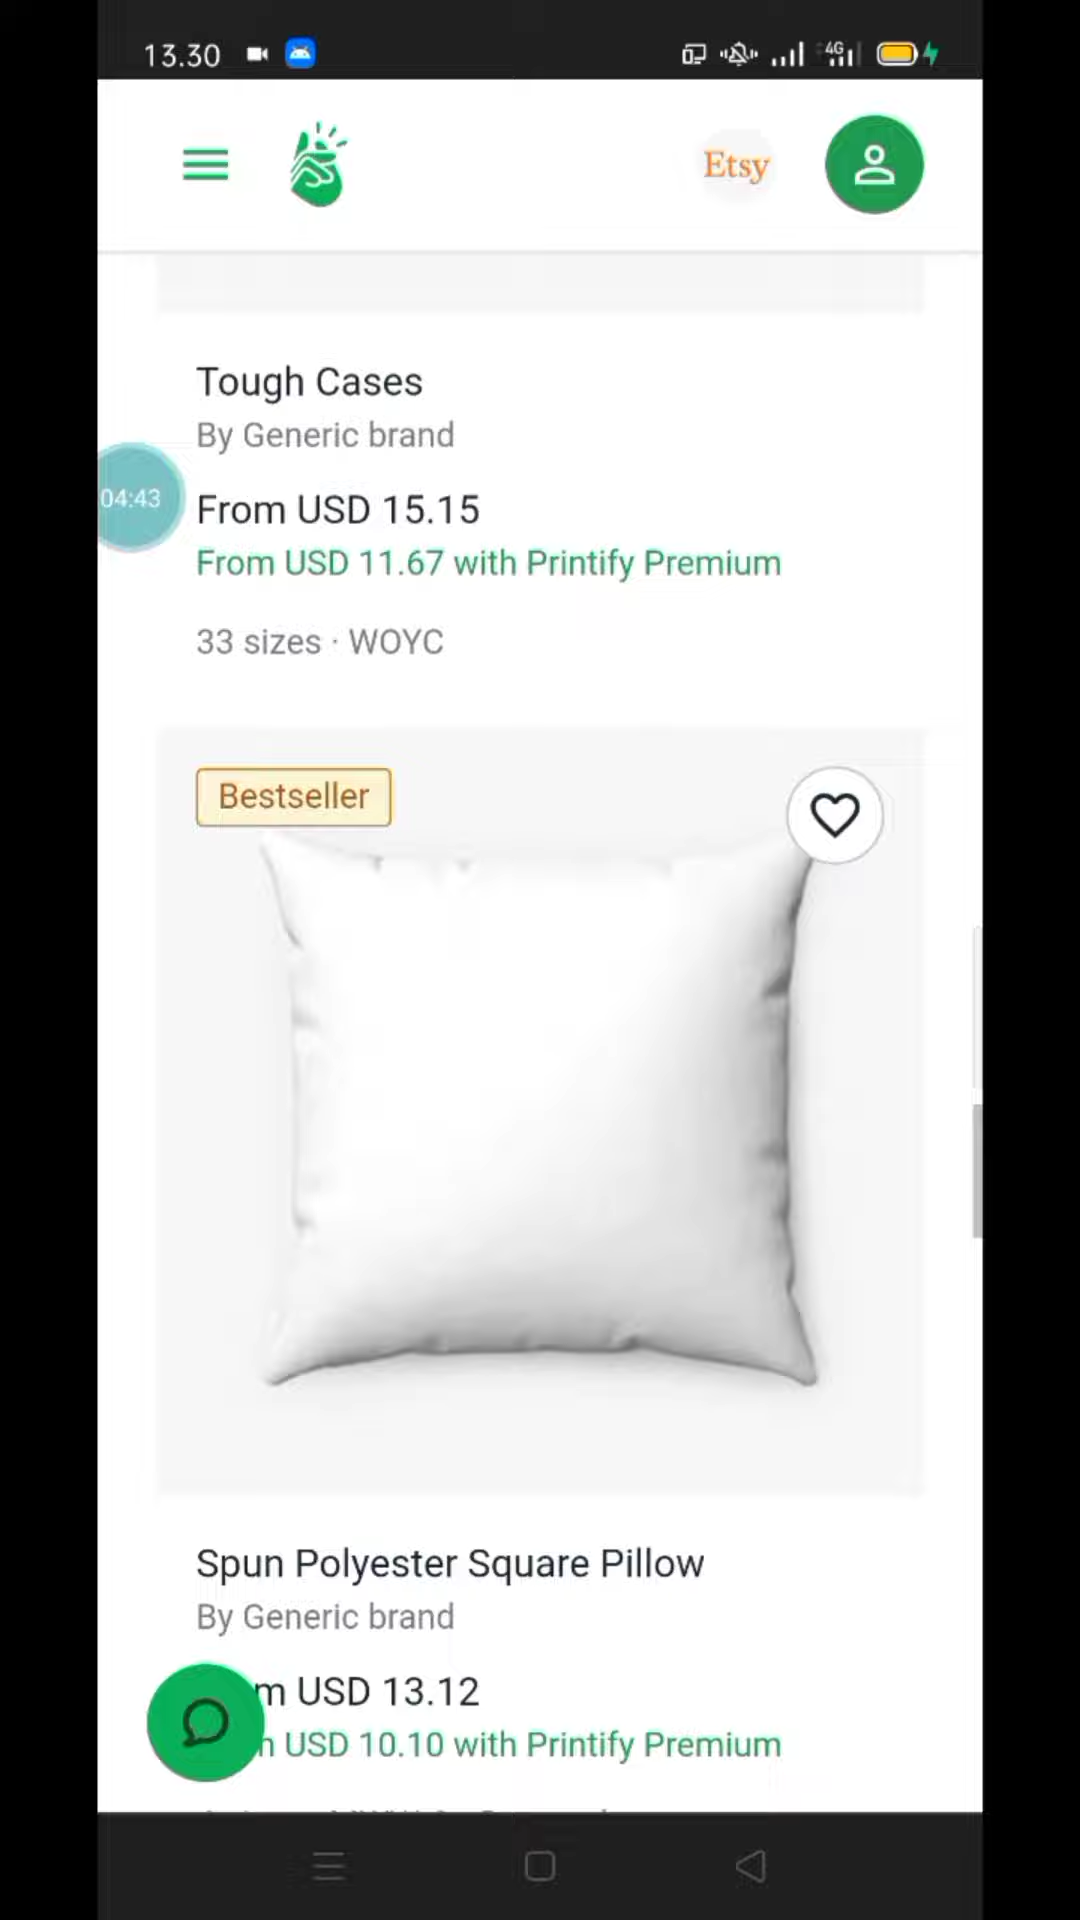 13.30
4G
Etsy
Tough Cases
By Generic brand
04:43
From USD 15.15
From USD 11.67 with Printify Premium
33 sizes · WOYC
Bestseller
Spun Polyester Square Pillow
By Generic brand
USD 13.12
USD 10.10 with Printify Premium